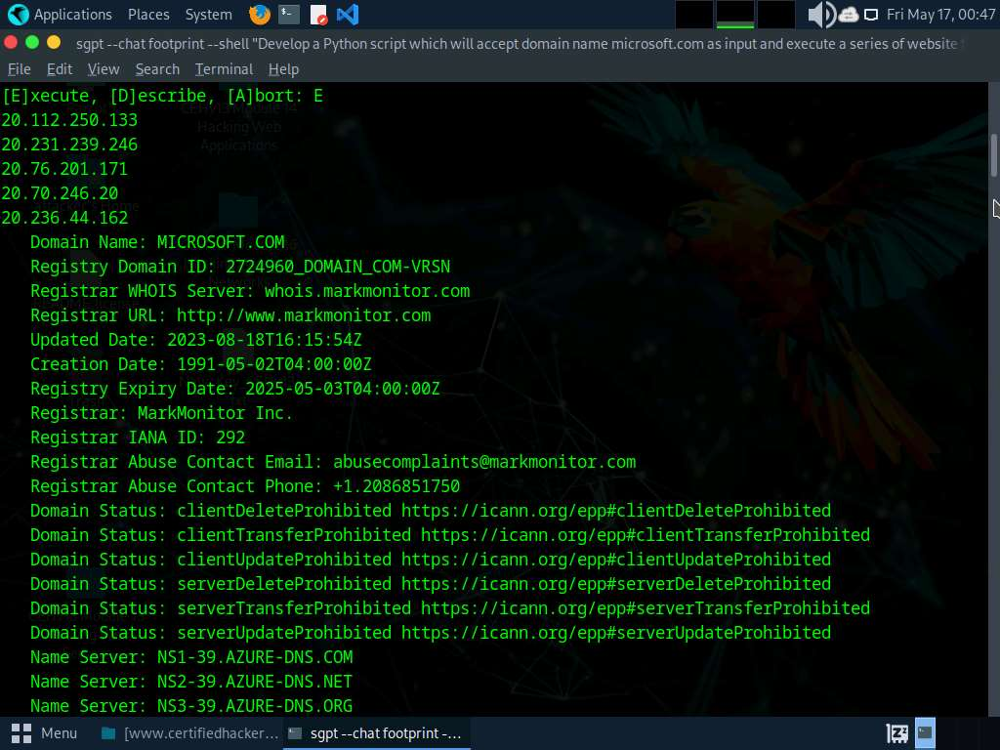 Applications Places System Fri May 17, 00:47
sgpt --chat footprint --shell "Develop a Python script which will accept domain name microsoft.com as input and execute a series of website
File Edit View Search Terminal Help
[E]xecute, [D]escribe, [A]bort: E
20.112.250.133
Hacking Web
20.231.239.246
Applications
20.76.201.171
20.70.246.20
20.236.44.162
Domain Name: MICROSOFT.COM
Registry Domain ID: 2724960_DOMAIN_COM-VRSN
Registrar WHOIS Server: whois.markmonitor.com
Registrar URL: http://www.markmonitor.com
Updated Date: 2023-08-18T16:15:54Z
Creation Date: 1991-05-02T04:00:00Z
Registry Expiry Date: 2025-05-03T04:00:00Z
Registrar: MarkMonitor Inc.
Registrar IANA ID: 292
Registrar Abuse Contact Email: abusecomplaints@markmonitor.com
Registrar Abuse Contact Phone: +1.2086851750
Domain Status: clientDeleteProhibited https://icann.org/epp#clientDeleteProhibited
Domain Status: clientTransferProhibited https://icann.org/epp#clientTransferProhibited
Domain Status: clientUpdateProhibited https://icann.org/epp#clientUpdateProhibited
Domain Status: serverDeleteProhibited https://icann.org/epp#serverDeleteProhibited
Domain Status: serverTransferProhibited https://icann.org/epp#serverTransferProhibited
Domain Status: serverUpdateProhibited https://icann.org/epp#serverUpdateProhibited
Name Server: NS1-39.AZURE-DNS.COM
Name Server: NS2-39.AZURE-DNS.NET
Name Server: NS3-39.AZURE-DNS.ORG
Menu [www.certifiedhacker... sgpt --chat footprint -...